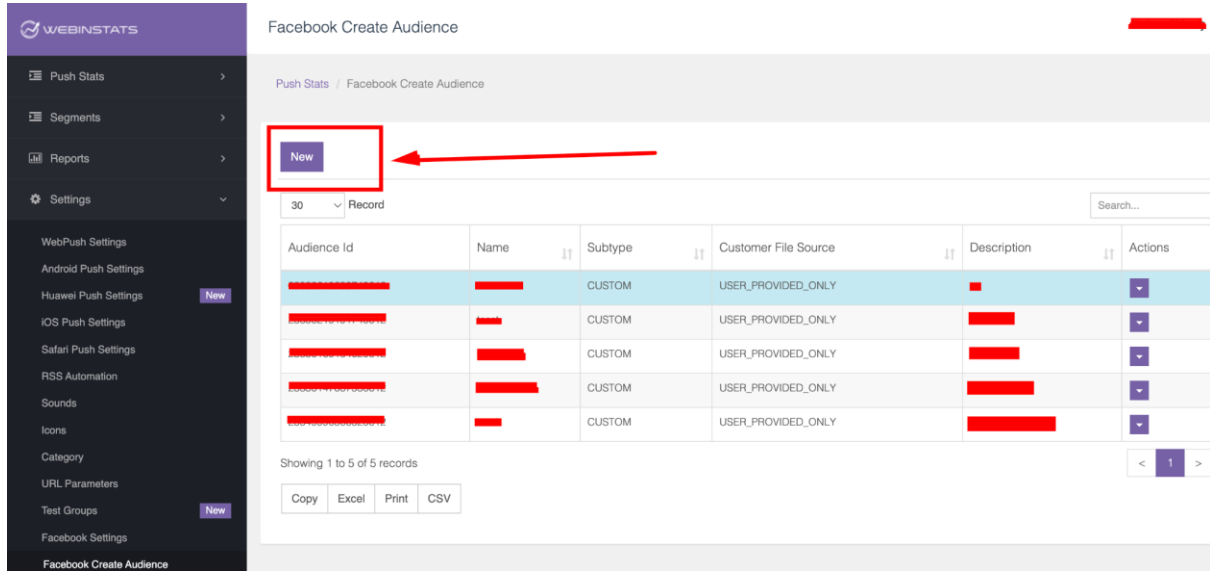 WEBINSTATS
Facebook Create Audience
Push Stats
Segments
Reports
Settings
WebPush Settings
Android Push Settings
Huawei Push Settings New
iOS Push Settings
Safari Push Settings
RSS Automation
Sounds
Icons
Category
URL Parameters
Test Groups New
Facebook Settings
Facebook Create Audience
Push Stats / Facebook Create Audience
New
30 Record
Search...
Audience Id Name Subtype Customer File Source Description Actions
CUSTOM USER_PROVIDED_ONLY
CUSTOM USER_PROVIDED_ONLY
CUSTOM USER_PROVIDED_ONLY
CUSTOM USER_PROVIDED_ONLY
CUSTOM USER_PROVIDED_ONLY
Showing 1 to 5 of 5 records
< 1 >
Copy Excel Print CSV